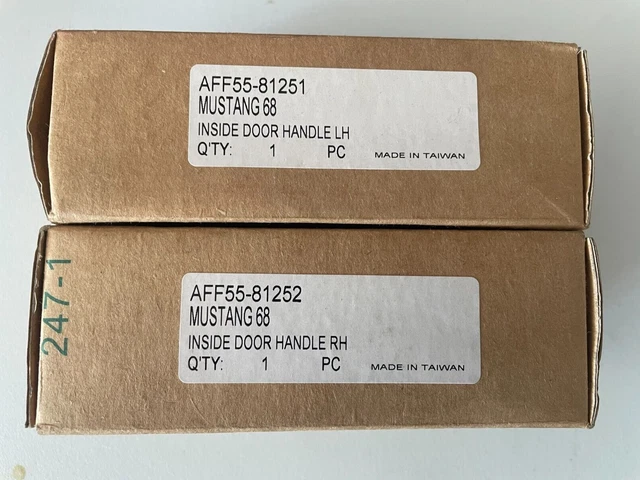 AFF55-81251
MUSTANG 68
INSIDE DOOR HANDLE LH
Q'TY: 1 PC MADE IN TAIWAN
247-1
AFF55-81252
MUSTANG 68
INSIDE DOOR HANDLE RH
Q'TY: 1 PC MADE IN TAIWAN